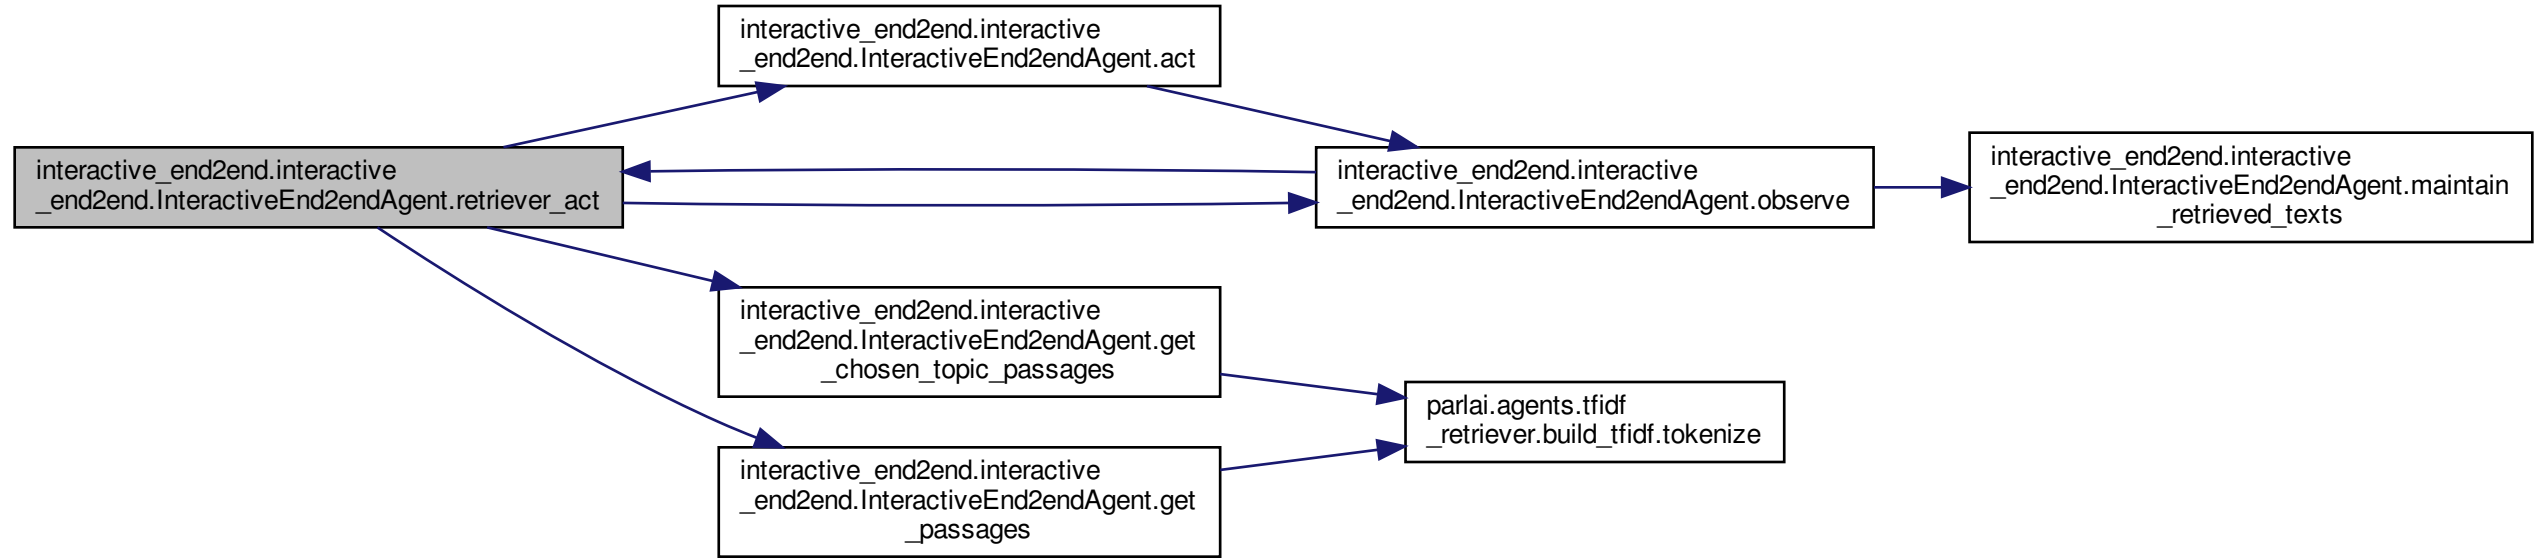 interactive_end2end.interactive
_end2end.InteractiveEnd2endAgent.act
interactive_end2end.interactive
_end2end.InteractiveEnd2endAgent.retriever_act
interactive_end2end.interactive
_end2end.InteractiveEnd2endAgent.observe
interactive_end2end.interactive
_end2end.InteractiveEnd2endAgent.maintain
_retrieved_texts
interactive_end2end.interactive
_end2end.InteractiveEnd2endAgent.get
_chosen_topic_passages
parlai.agents.tfidf
_retriever.build_tfidf.tokenize
interactive_end2end.interactive
_end2end.InteractiveEnd2endAgent.get
_passages